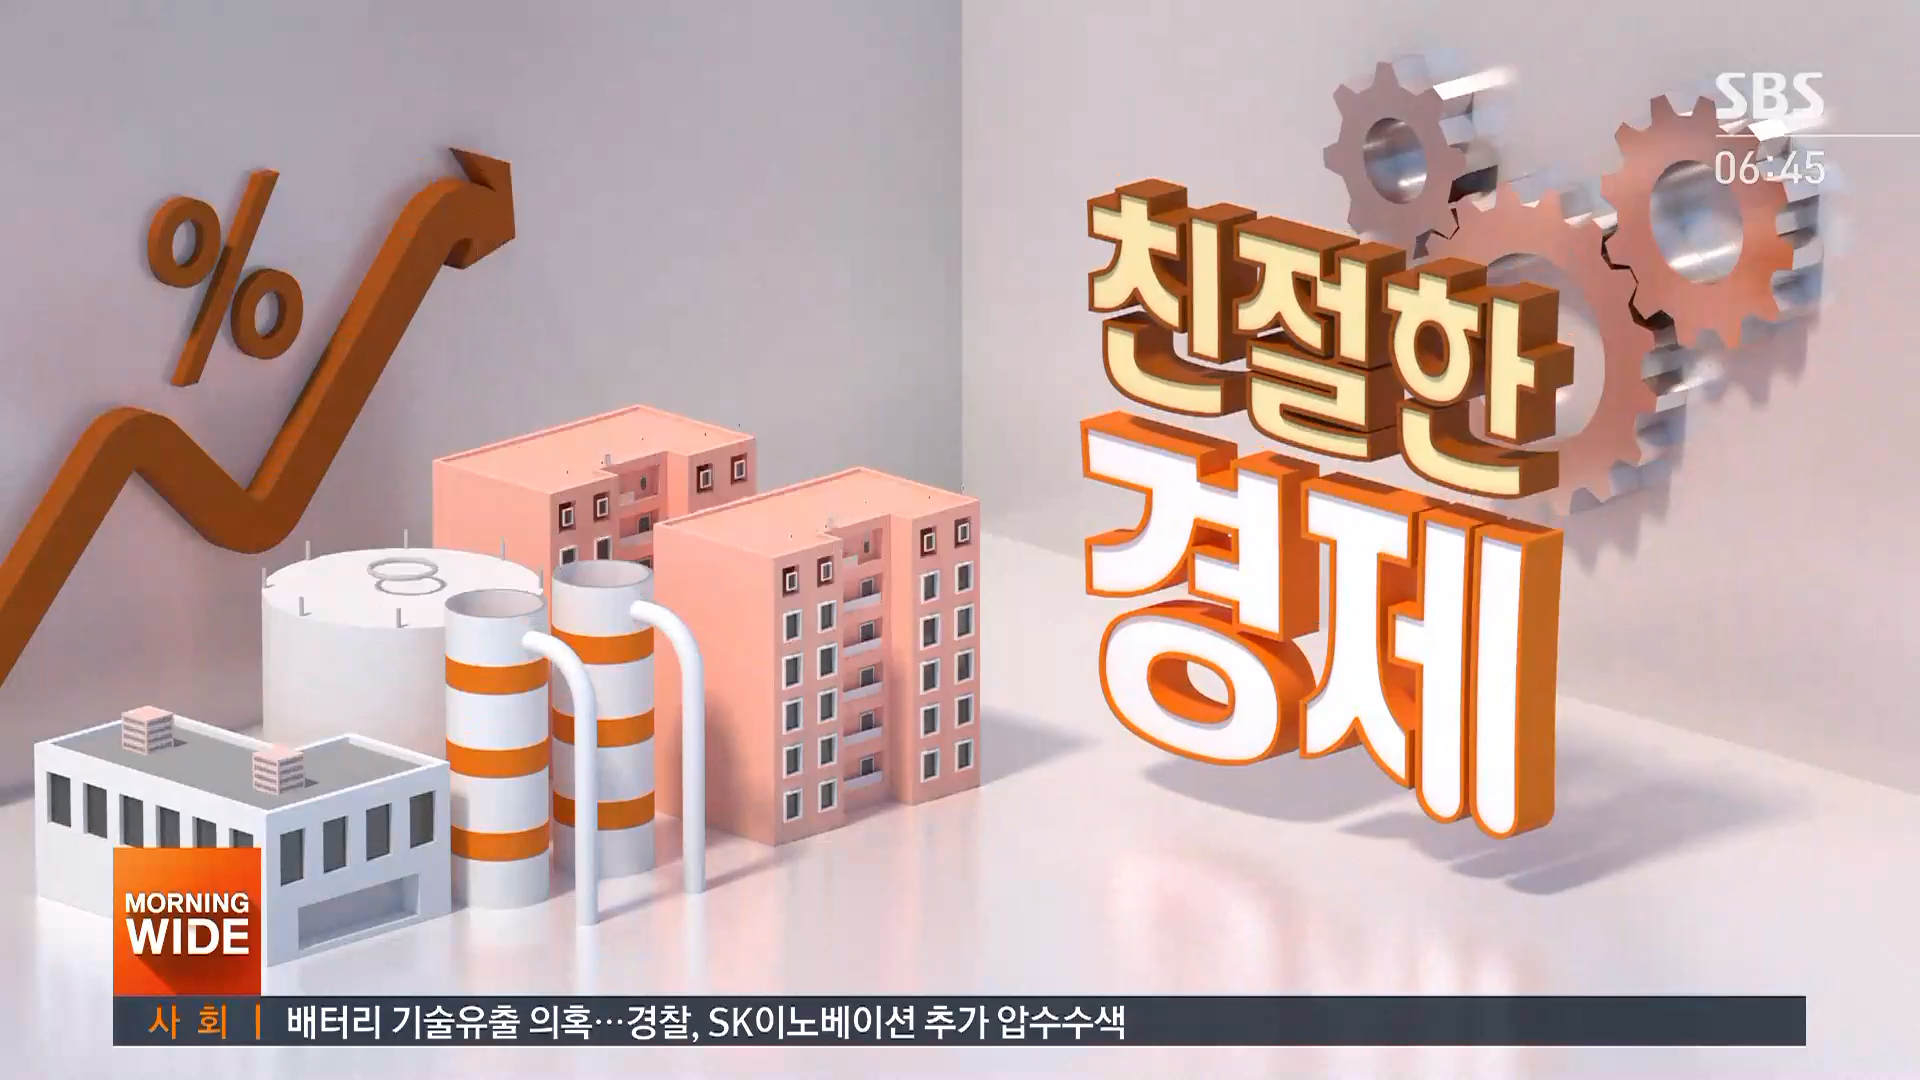 SBS
06:45
%
친절한
경제
MORNING
WIDE
사회 | 배터리 기술유출 의혹…경찰, SK이노베이션 추가 압수수색